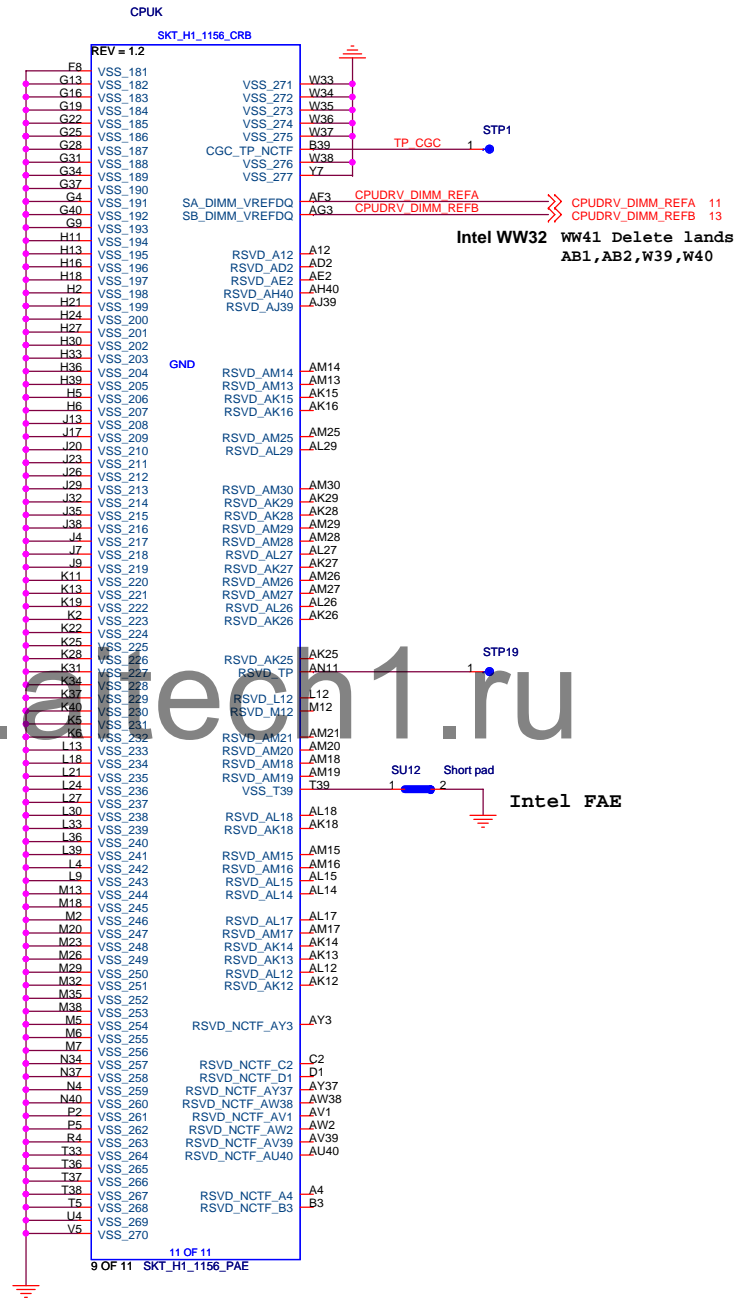 CPUK
SKT_H1_1156_CRB
REV = 1.2
F8 VSS_181
G13 VSS_182
G16 VSS_183
G19 VSS_184
G22 VSS_185
G25 VSS_186
G28 VSS_187
G31 VSS_188
G34 VSS_189
G37 VSS_190
G4 VSS_191
G40 VSS_192
G9 VSS_193
H11 VSS_194
H13 VSS_195
H16 VSS_196
H18 VSS_197
H2 VSS_198
H21 VSS_199
H24 VSS_200
H27 VSS_201
H30 VSS_202
H33 VSS_203
H36 VSS_204
H39 VSS_205
H5 VSS_206
H6 VSS_207
J13 VSS_208
J17 VSS_209
J20 VSS_210
J23 VSS_211
J26 VSS_212
J29 VSS_213
J32 VSS_214
J35 VSS_215
J38 VSS_216
J4 VSS_217
J7 VSS_218
J9 VSS_219
K11 VSS_220
K13 VSS_221
K19 VSS_222
K2 VSS_223
K22 VSS_224
K25 VSS_225
K28 VSS_226
K31 VSS_227
K34 VSS_228
K37 VSS_229
K40 VSS_230
K5 VSS_231
K6 VSS_232
L13 VSS_233
L18 VSS_234
L21 VSS_235
L24 VSS_236
L27 VSS_237
L30 VSS_238
L33 VSS_239
L36 VSS_240
L39 VSS_241
L4 VSS_242
L9 VSS_243
M13 VSS_244
M18 VSS_245
M2 VSS_246
M20 VSS_247
M23 VSS_248
M26 VSS_249
M29 VSS_250
M32 VSS_251
M35 VSS_252
M38 VSS_253
M5 VSS_254
M6 VSS_255
M7 VSS_256
N34 VSS_257
N37 VSS_258
N4 VSS_259
N40 VSS_260
P2 VSS_261
P5 VSS_262
R4 VSS_263
T33 VSS_264
T36 VSS_265
T37 VSS_266
T38 VSS_267
T5 VSS_268
U4 VSS_269
V5 VSS_270
GND
VSS_271 W33
VSS_272 W34
VSS_273 W35
VSS_274 W36
VSS_275 W37
CGC_TP_NCTF B39 TP_CGC 1 STP1
VSS_276 W38
VSS_277 Y7
SA_DIMM_VREFDQ AF3 CPUDRV_DIMM_REFA CPUDRV_DIMM_REFA 11
SB_DIMM_VREFDQ AG3 CPUDRV_DIMM_REFB CPUDRV_DIMM_REFB 13
Intel WW32 WW41 Delete lands
AB1,AB2,W39,W40
RSVD_A12 A12
RSVD_AD2 AD2
RSVD_AE2 AE2
RSVD_AH40 AH40
RSVD_AJ39 AJ39
RSVD_AM14 AM14
RSVD_AM13 AM13
RSVD_AK15 AK15
RSVD_AK16 AK16
RSVD_AM25 AM25
RSVD_AL29 AL29
RSVD_AM30 AM30
RSVD_AK29 AK29
RSVD_AK28 AK28
RSVD_AM29 AM29
RSVD_AM28 AM28
RSVD_AL27 AL27
RSVD_AK27 AK27
RSVD_AM26 AM26
RSVD_AM27 AM27
RSVD_AL26 AL26
RSVD_AK26 AK26
RSVD_AK25 AK25
RSVD_TP AN11 1 STP19
RSVD_L12 L12
RSVD_M12 M12
.aitech1.ru
RSVD_AM21 AM21
RSVD_AM20 AM20
RSVD_AM18 AM18
RSVD_AM19 AM19
VSS_T39 T39 1 SU12 2 Short pad
Intel FAE
RSVD_AL18 AL18
RSVD_AK18 AK18
RSVD_AM15 AM15
RSVD_AM16 AM16
RSVD_AL15 AL15
RSVD_AL14 AL14
RSVD_AL17 AL17
RSVD_AM17 AM17
RSVD_AK14 AK14
RSVD_AK13 AK13
RSVD_AL12 AL12
RSVD_AK12 AK12
RSVD_NCTF_AY3 AY3
RSVD_NCTF_C2 C2
RSVD_NCTF_D1 D1
RSVD_NCTF_AY37 AY37
RSVD_NCTF_AW38 AW38
RSVD_NCTF_AV1 AV1
RSVD_NCTF_AW2 AW2
RSVD_NCTF_AV39 AV39
RSVD_NCTF_AU40 AU40
RSVD_NCTF_A4 A4
RSVD_NCTF_B3 B3
11 OF 11
9 OF 11 SKT_H1_1156_PAE